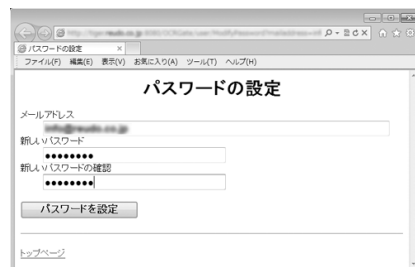 パスワードの設定 ×
ファイル(F) 編集(E) 表示(V) お気に入り(A) ツール(T) ヘルプ(H)
パスワードの設定
メールアドレス
新しいパスワード
●●●●●●●●
新しいパスワードの確認
●●●●●●●●
パスワードを設定
トップページ